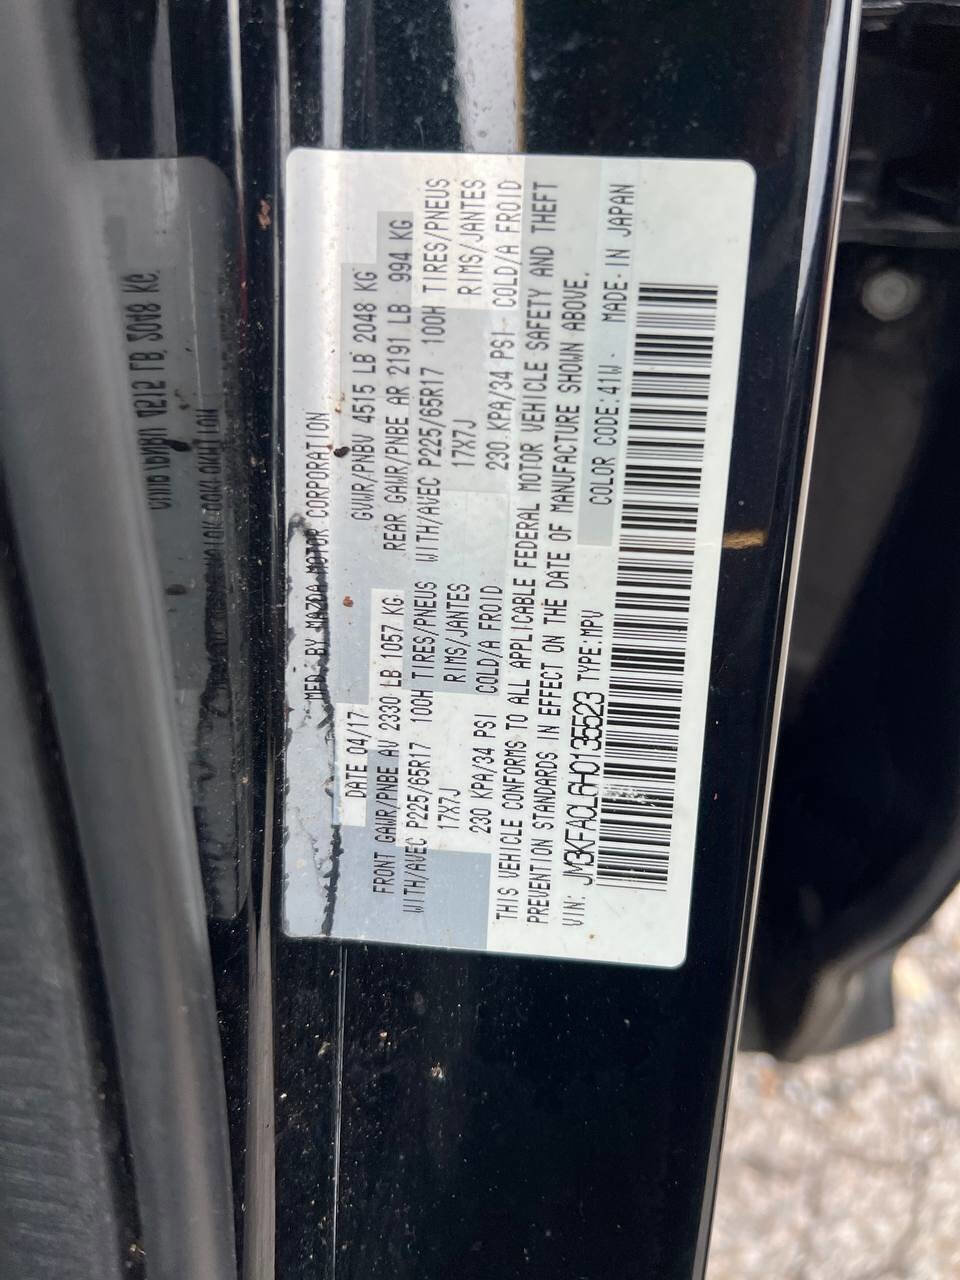 MFD. BY MAZDA MOTOR CORPORATION
DATE 04/17 GVWR/PNBV 4515 LB 2048 KG
FRONT GAWR/PNBE AV 2330 LB 1057 KG REAR GAWR/PNBE AR 2191 LB 994 KG
WITH/AVEC P225/65R17 100H TIRES/PNEUS WITH/AVEC P225/65R17 100H TIRES/PNEUS
17X7J RIMS/JANTES 17X7J RIMS/JANTES
230 KPA/34 PSI COLD/A FROID 230 KPA/34 PSI COLD/A FROID
THIS VEHICLE CONFORMS TO ALL APPLICABLE FEDERAL MOTOR VEHICLE SAFETY AND THEFT
PREVENTION STANDARDS IN EFFECT ON THE DATE OF MANUFACTURE SHOWN ABOVE.
VIN: JM3KFACL6H0135523 TYPE:MPV COLOR CODE:41W MADE-IN JAPAN